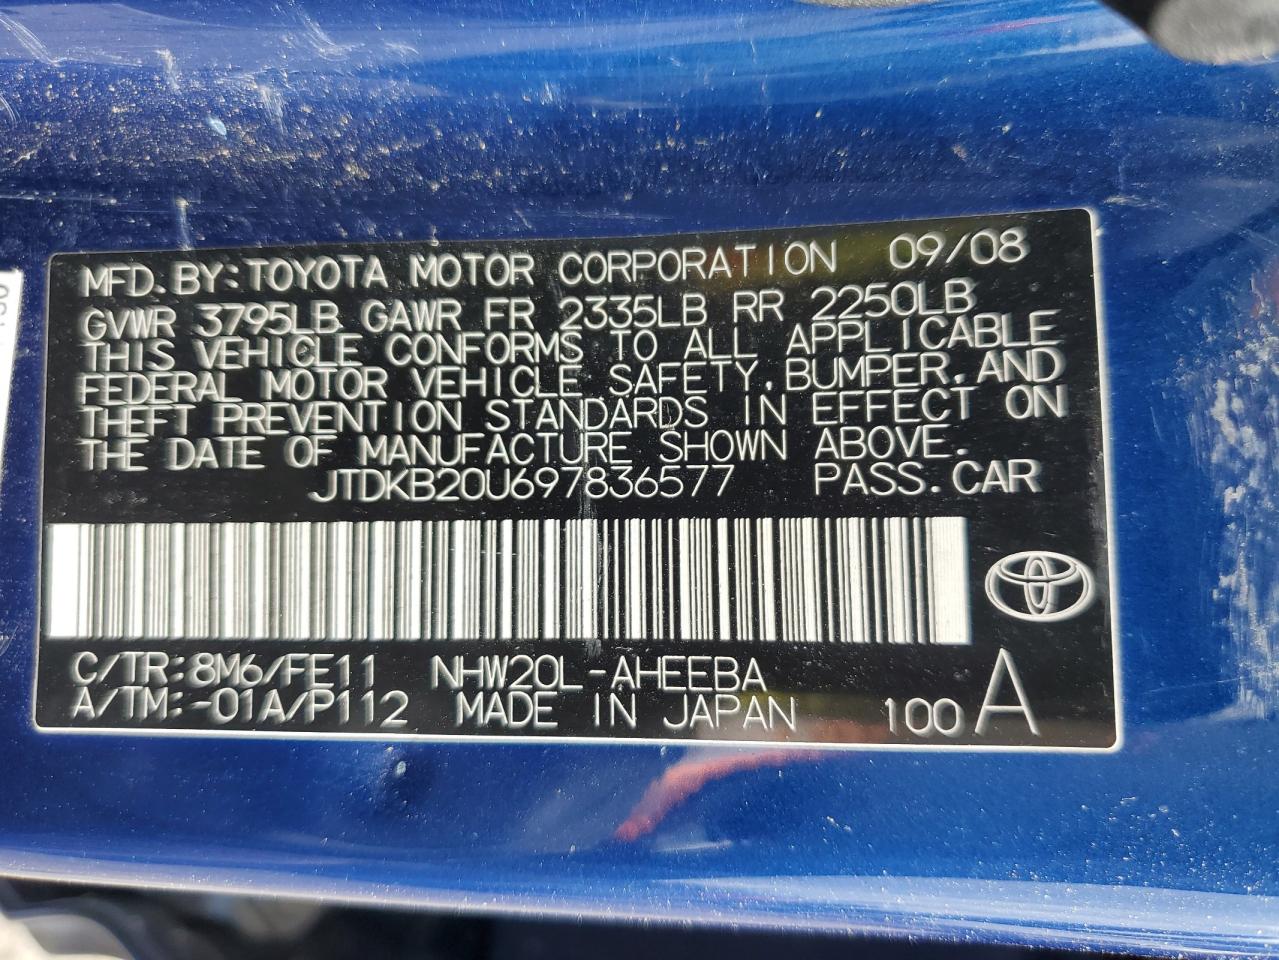 MFD. BY: TOYOTA MOTOR CORPORATION 09/08
GVWR 3795LB GAWR FR 2335LB RR 2250LB
THIS VEHICLE CONFORMS TO ALL APPLICABLE
FEDERAL MOTOR VEHICLE SAFETY, BUMPER, AND
THEFT PREVENTION STANDARDS IN EFFECT ON
THE DATE OF MANUFACTURE SHOWN ABOVE.
JTDKB20U697836577 PASS. CAR
C/TR: 8M6/FE11 NHW20L-AHEEBA
A/TM: -01A/P112 MADE IN JAPAN 100 A